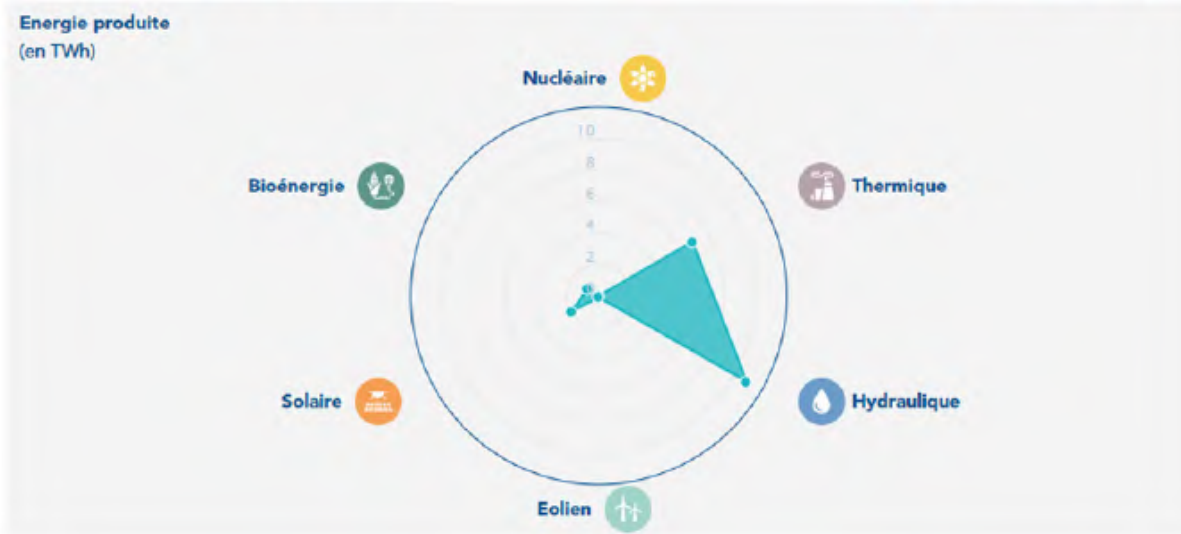 Energie produite
(en TWh)
Nucléaire
10
8
Bioénergie
Thermique
6
4
2
Solaire
Hydraulique
Eolien